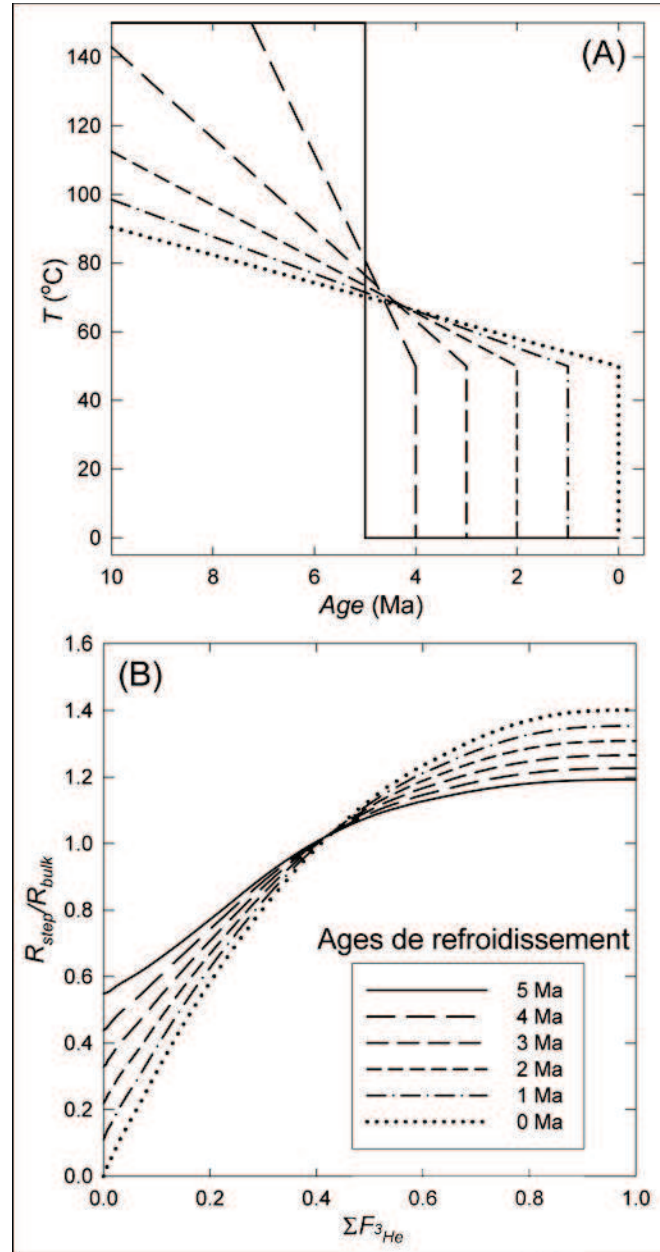 (A)
140
120
100
80
60
40
20
0
T (°C)
10 8 6 4 2 0
Age (Ma)
(B)
1.6
1.4
1.2
1.0
0.8
0.6
0.4
0.2
0.0
R_step/R_bulk
Ages de refroidissement
5 Ma
4 Ma
3 Ma
2 Ma
1 Ma
0 Ma
0.0 0.2 0.4 0.6 0.8 1.0
ΣF³He